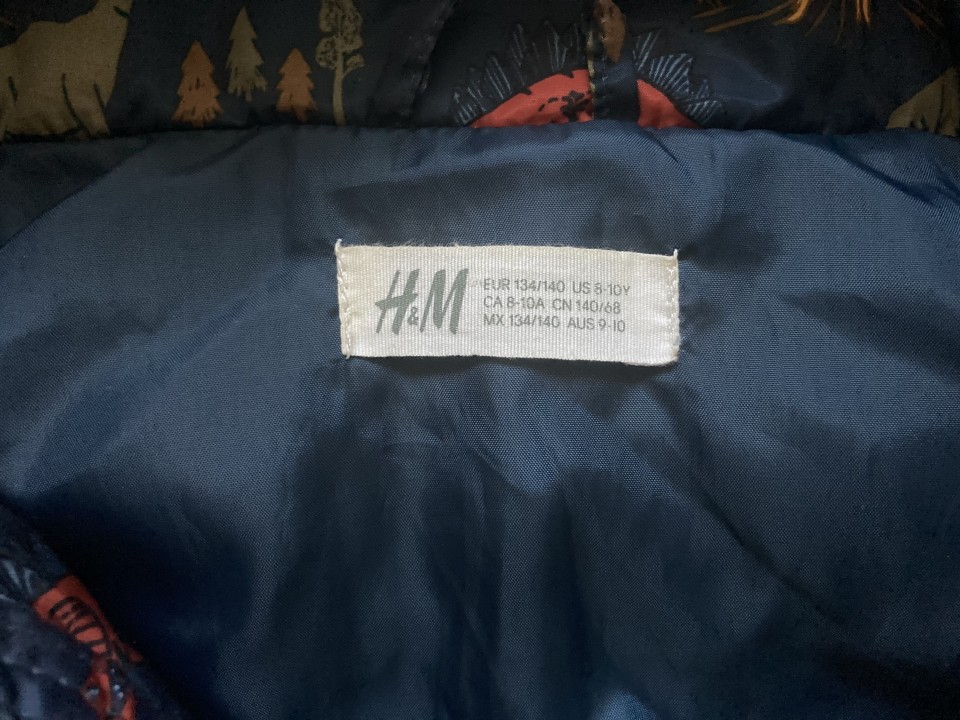 H&M
EUR 134/140 US 8-10Y
CA 8-10A CN 140/68
MX 134/140 AUS 9-10